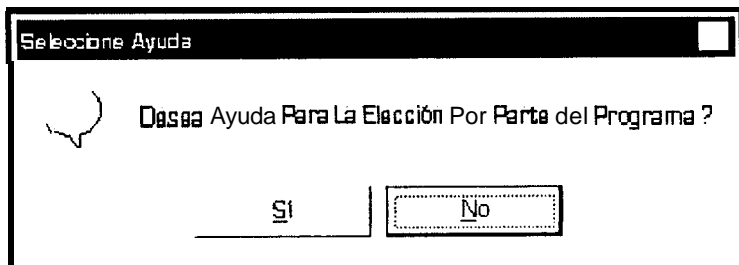 Seleccione Ayuda
Desea Ayuda Para La Elección Por Parte del Programa ?
Sí
No